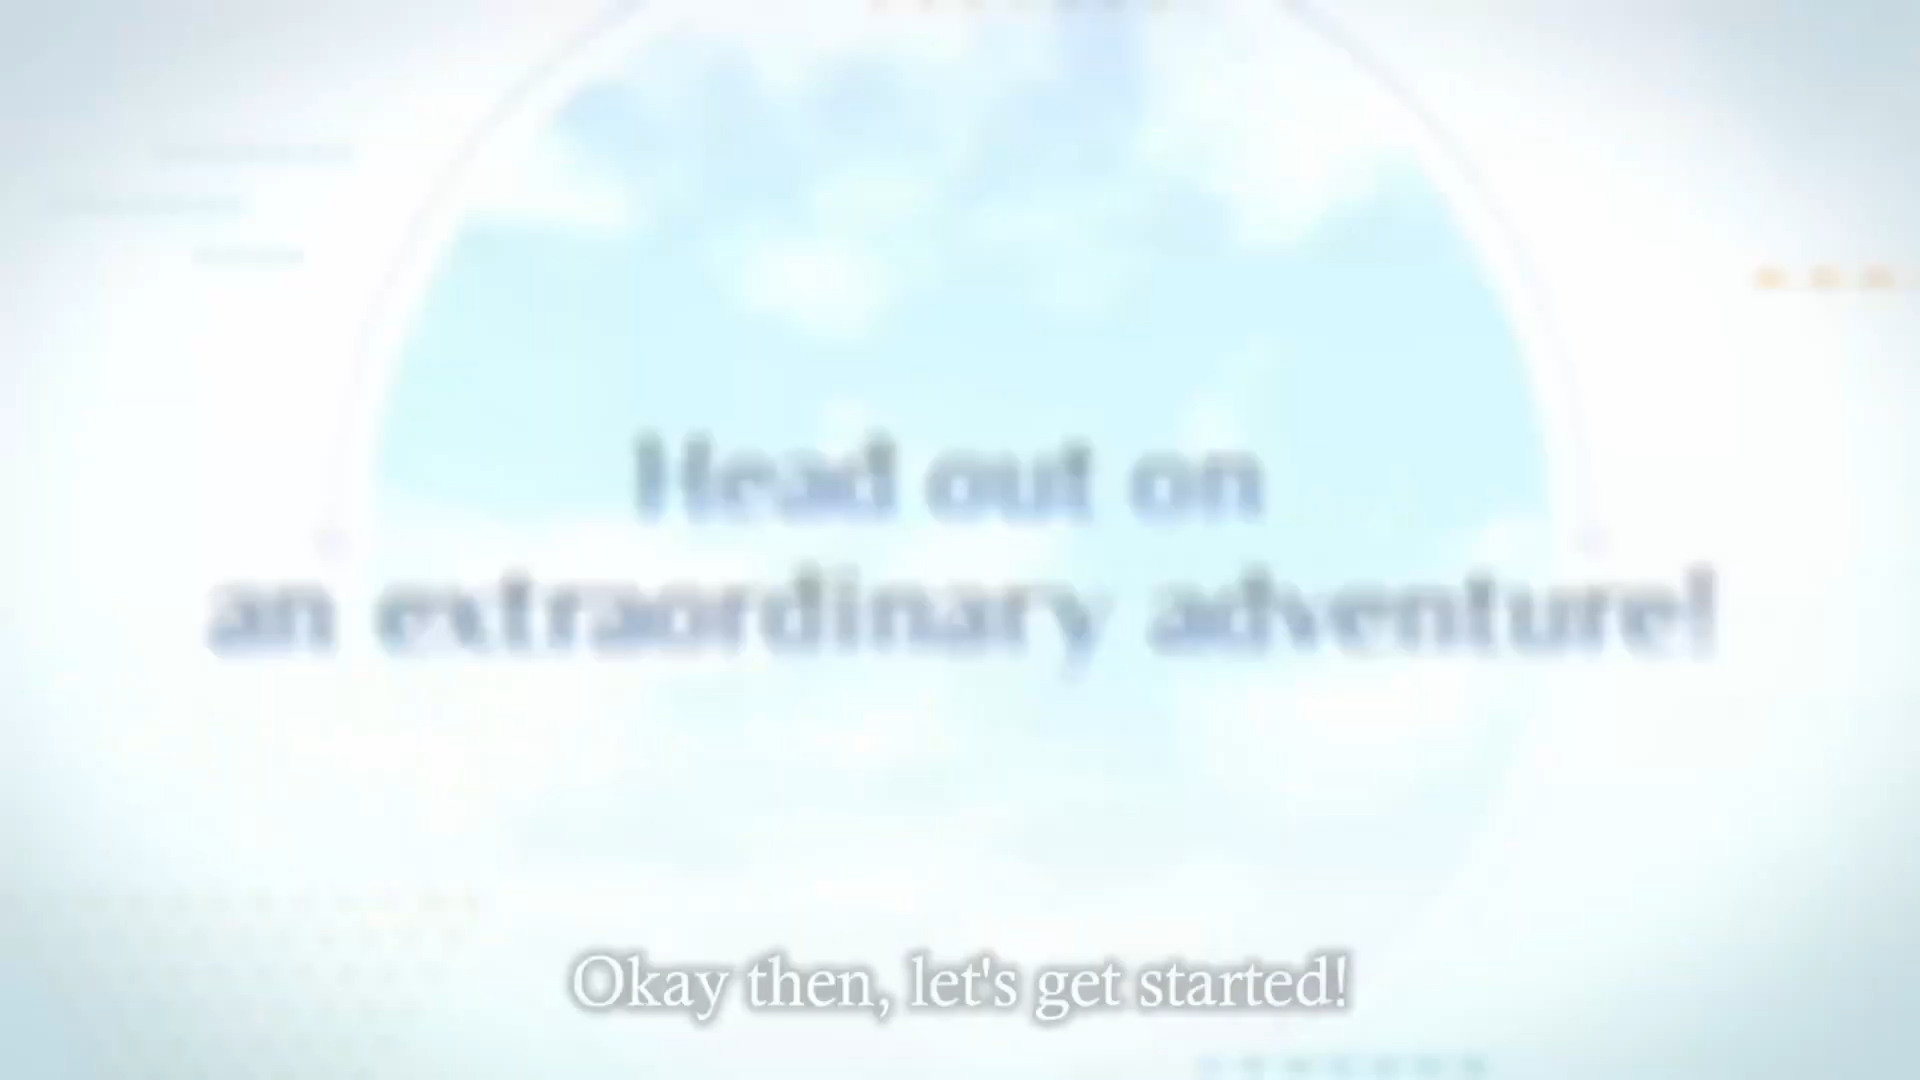 Head out on
an extraordinary adventure!
Okay then, let's get started!